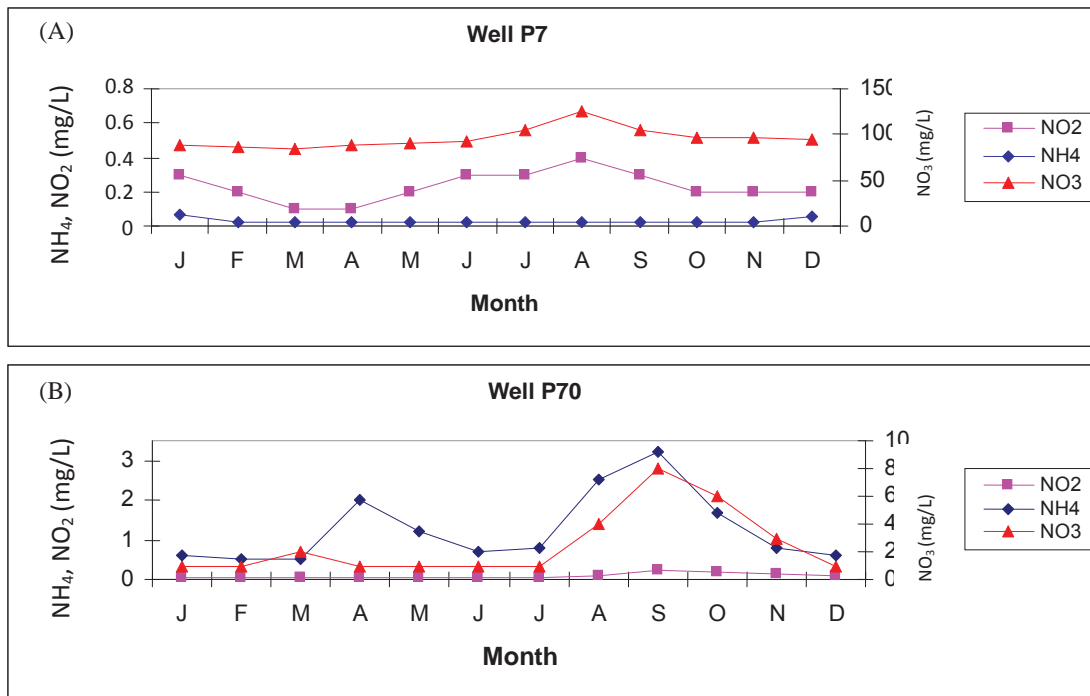 (A)
Well P7
NH4, NO2 (mg/L)
0.8
0.6
0.4
0.2
0
150
100
50
0
NO3 (mg/L)
J F M A M J J A S O N D
Month
NO2
NH4
NO3
(B)
Well P70
NH4, NO2 (mg/L)
3
2
1
0
10
8
6
4
2
0
NO3 (mg/L)
J F M A M J J A S O N D
Month
NO2
NH4
NO3